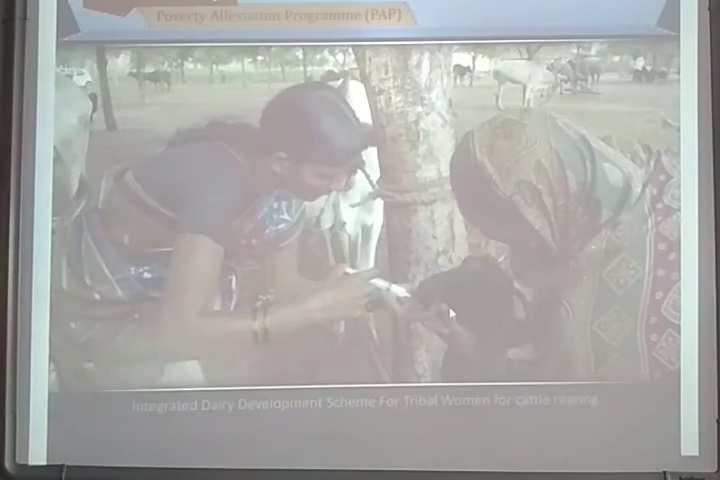 Poverty Alleviation Programme (PAP)
Integrated Dairy Development Scheme For Tribal Women for cattle rearing